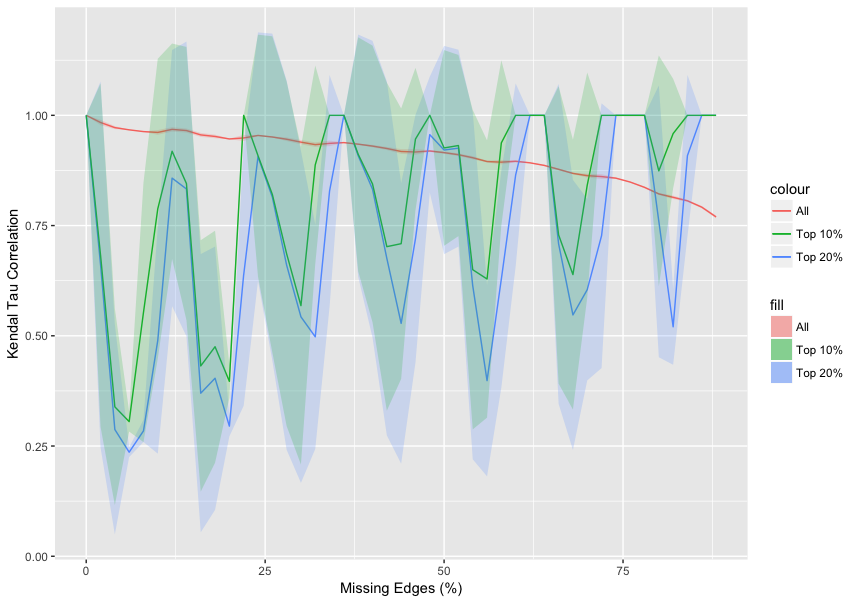 1.00
0.75
0.50
0.25
0.00
Kendal Tau Correlation
0
25
50
75
Missing Edges (%)
colour
All
Top 10%
Top 20%
fill
All
Top 10%
Top 20%